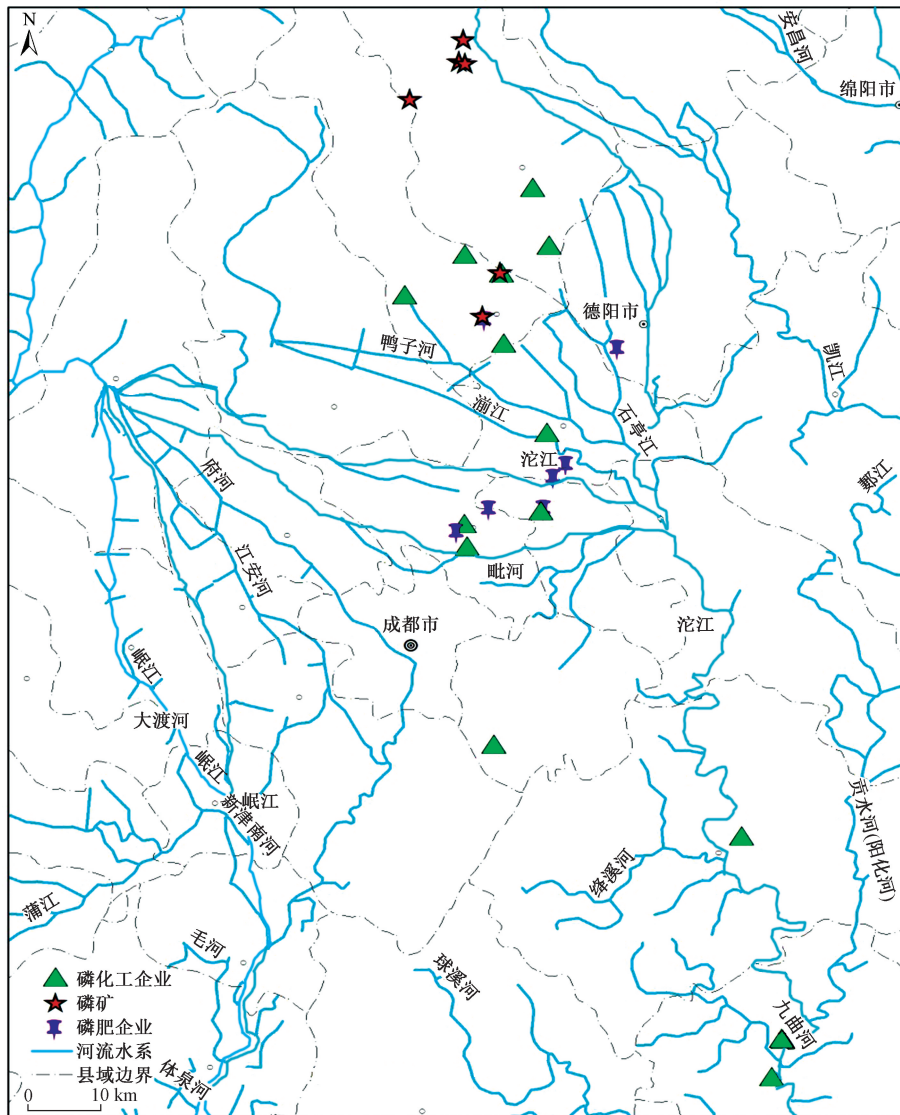 N
安昌河
绵阳市
德阳市
鸭子河
凯江
湔江
石亭江
沱江
府河
郪江
江安河
毗河
成都市
沱江
岷江
大渡河
岷江
岷江
新津南河
贡水河(阳化河)
绛溪河
蒲江
毛河
球溪河
九曲河
体泉河
磷化工企业
磷矿
磷肥企业
河流水系
县域边界
0 10 km